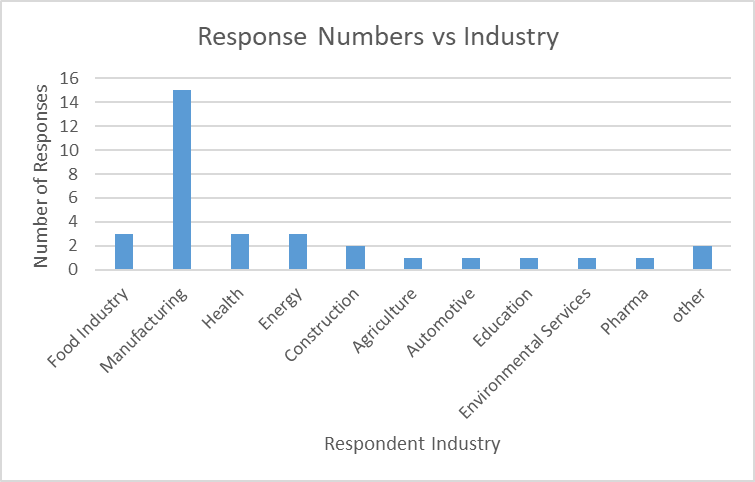 Response Numbers vs Industry
Number of Responses
16
14
12
10
8
6
4
2
0
Food Industry
Manufacturing
Health
Energy
Construction
Agriculture
Automotive
Education
Environmental Services
Pharma
other
Respondent Industry